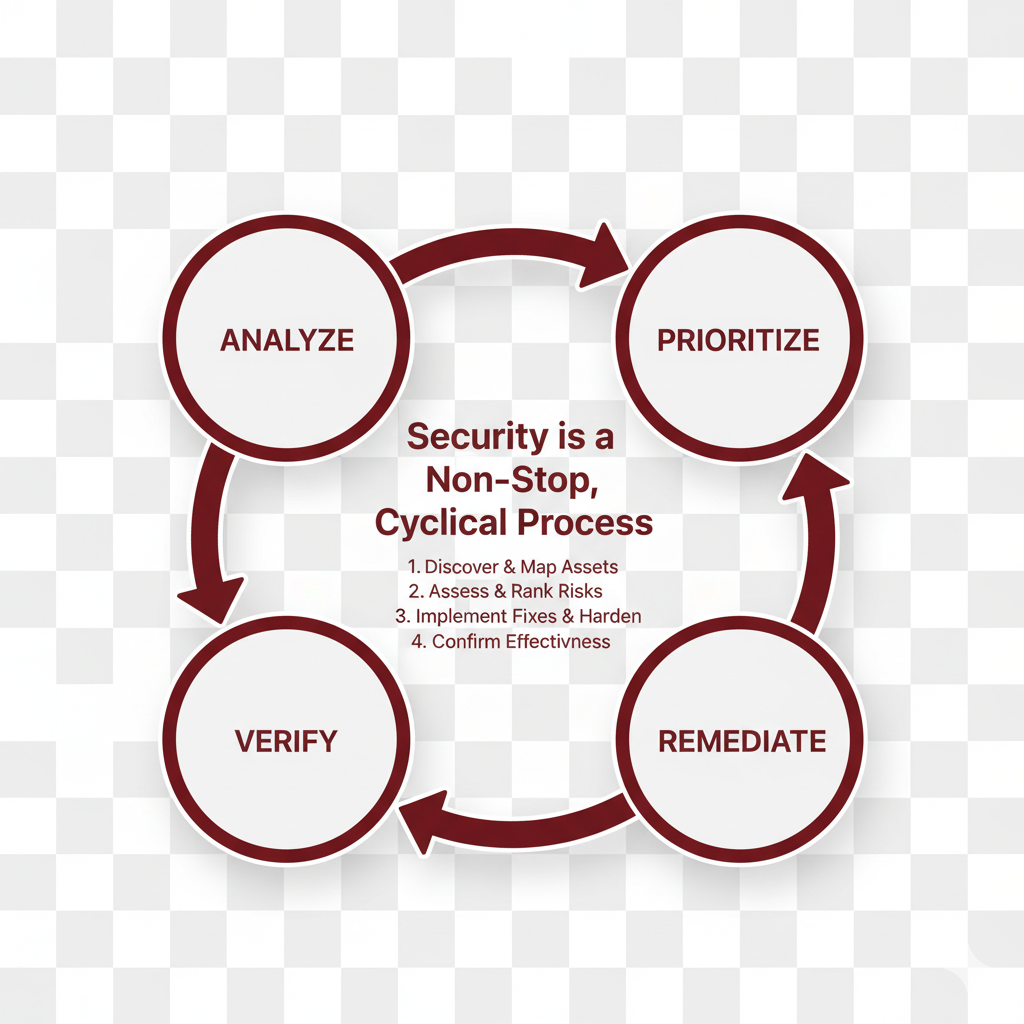 ANALYZE
PRIORITIZE
Security is a
Non-Stop,
Cyclical Process
1. Discover & Map Assets
2. Assess & Rank Risks
3. Implement Fixes & Harden
4. Confirm Effectivness
VERIFY
REMEDIATE